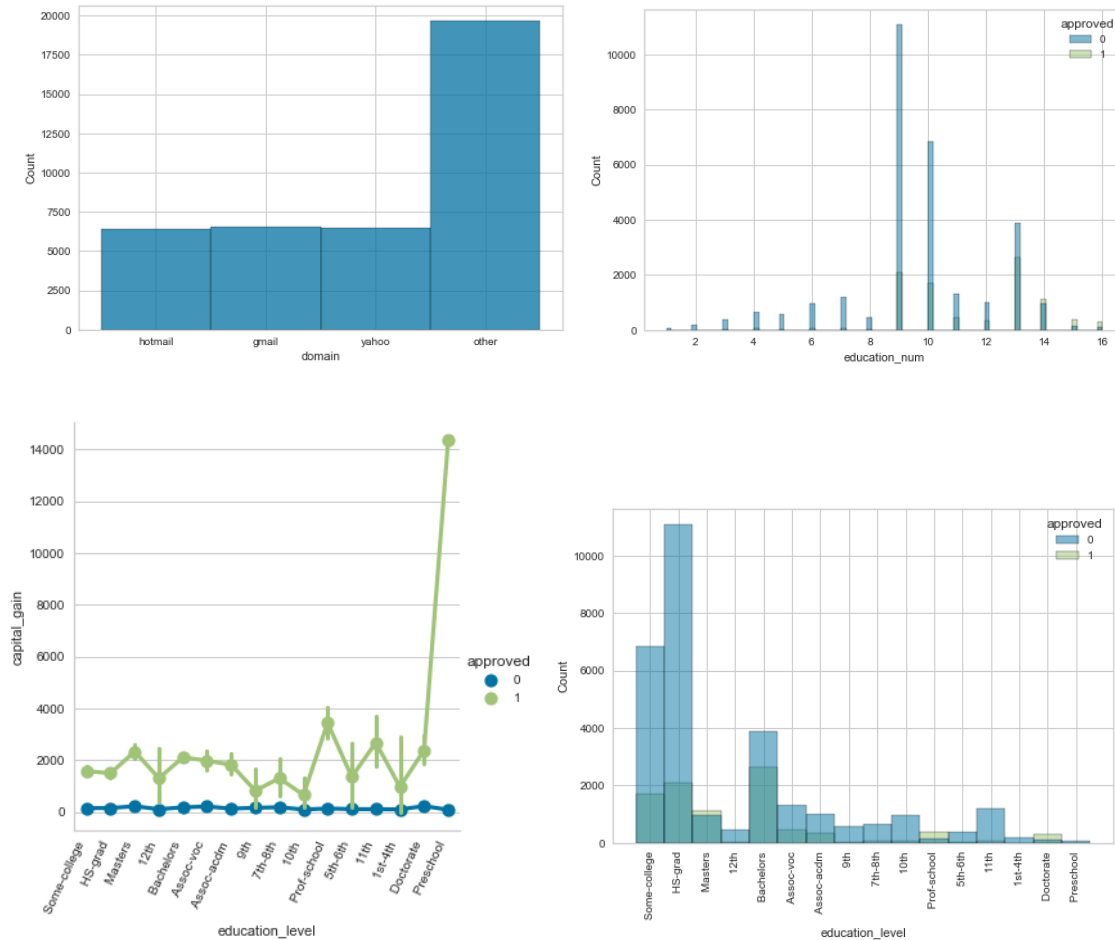 20000
17500
15000
12500
10000
7500
5000
2500
0
Count
hotmail gmail yahoo other
domain
approved
0
1
10000
8000
6000
4000
2000
0
Count
2 4 6 8 10 12 14 16
education_num
14000
12000
10000
8000
6000
4000
2000
0
capital_gain
Some-college
HS-grad
Masters
12th
Bachelors
Assoc-voc
Assoc-acdm
9th
7th-8th
10th
Prof-school
5th-6th
11th
1st-4th
Doctorate
Preschool
education_level
approved
0
1
approved
0
1
10000
8000
6000
4000
2000
0
Count
Some-college
HS-grad
Masters
12th
Bachelors
Assoc-voc
Assoc-acdm
9th
7th-8th
10th
Prof-school
5th-6th
11th
1st-4th
Doctorate
Preschool
education_level